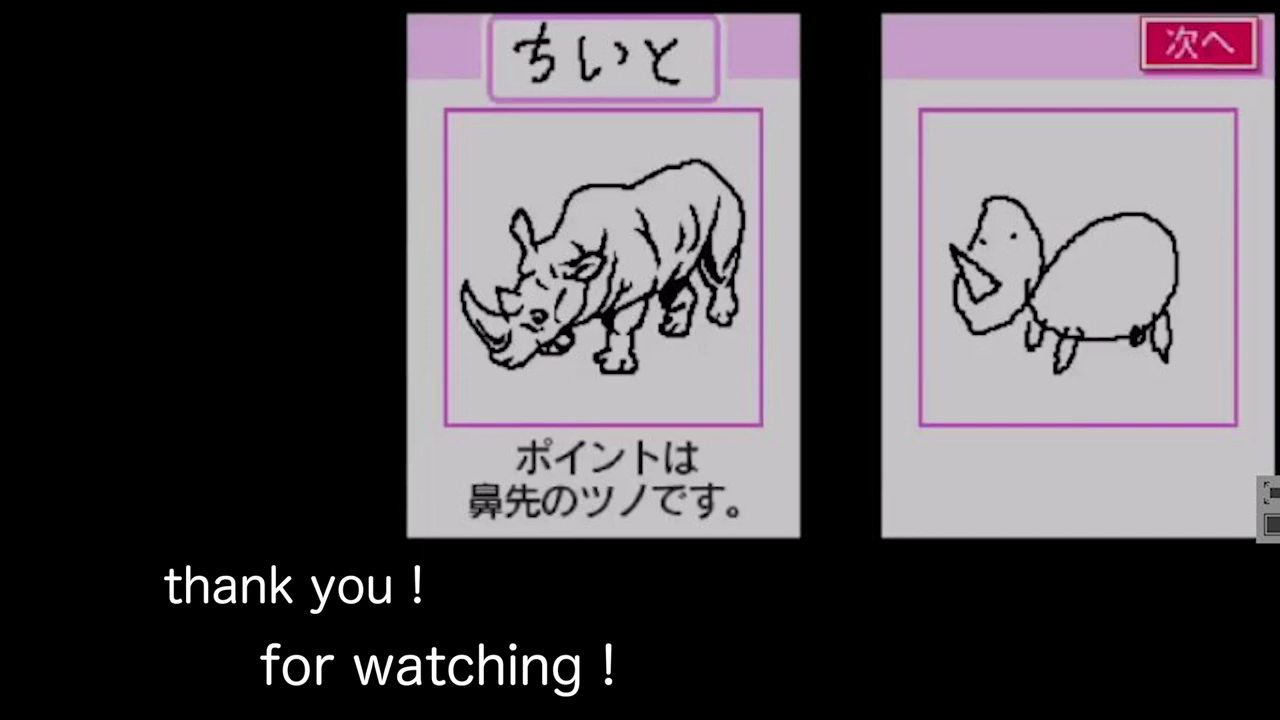 ちいと
次へ
ポイントは
鼻先のツノです。
thank you !
for watching !